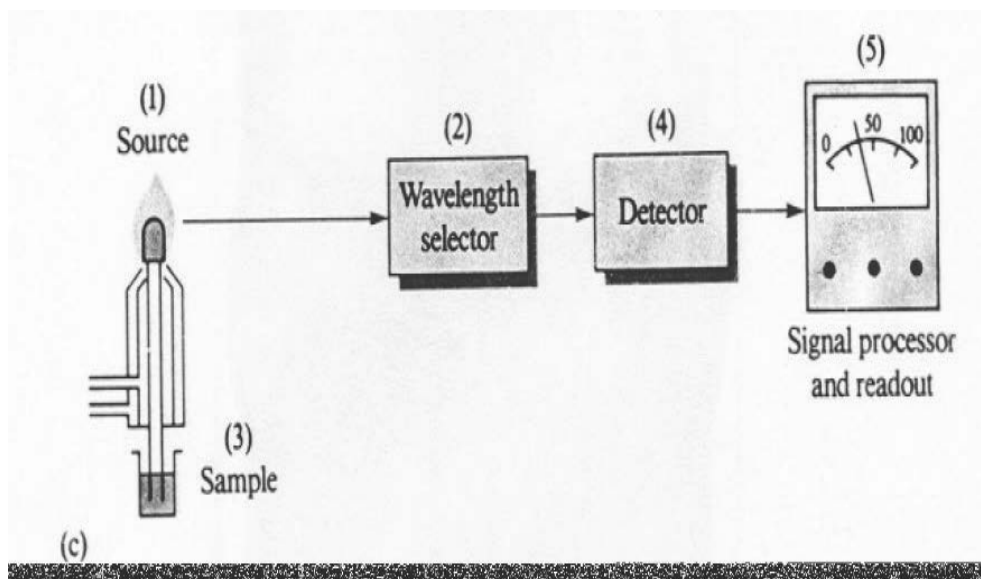 (1)
Source
(2)
Wavelength
selector
(4)
Detector
(5)
0 50 100
Signal processor
and readout
(3)
Sample
(c)